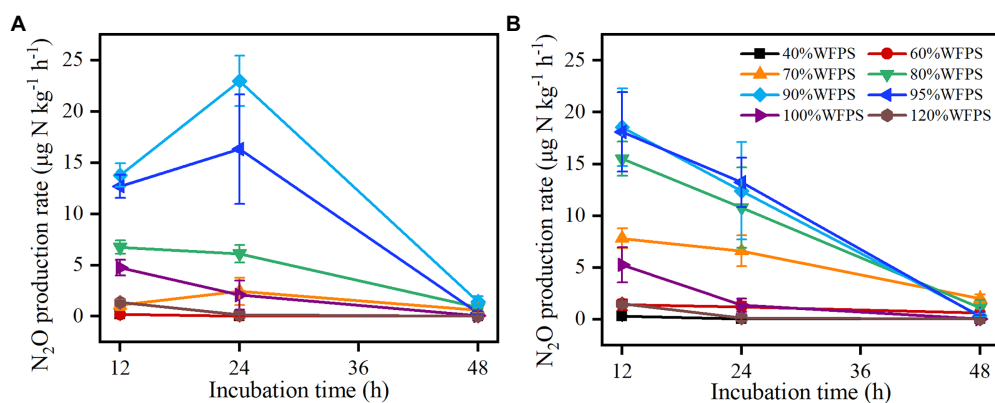 A
N₂O production rate (μg N kg⁻¹ h⁻¹)
25
20
15
10
5
0
12
24
36
48
Incubation time (h)
B
N₂O production rate (μg N kg⁻¹ h⁻¹)
25
20
15
10
5
0
12
24
36
48
Incubation time (h)
40%WFPS 60%WFPS
70%WFPS 80%WFPS
90%WFPS 95%WFPS
100%WFPS 120%WFPS